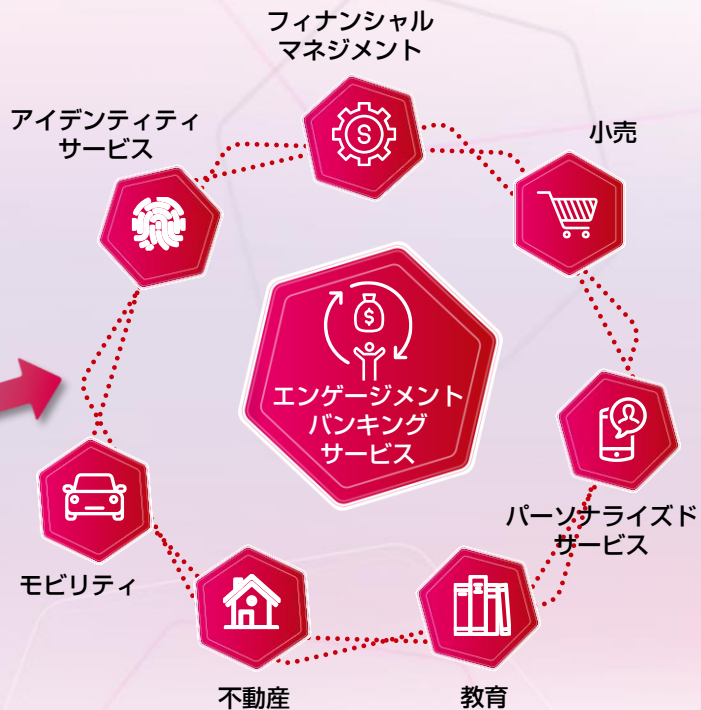 フィナンシャル
マネジメント
アイデンティティ
サービス
小売
$
S
エンゲージメント
バンキング
サービス
パーソナライズド
サービス
モビリティ
不動産
教育